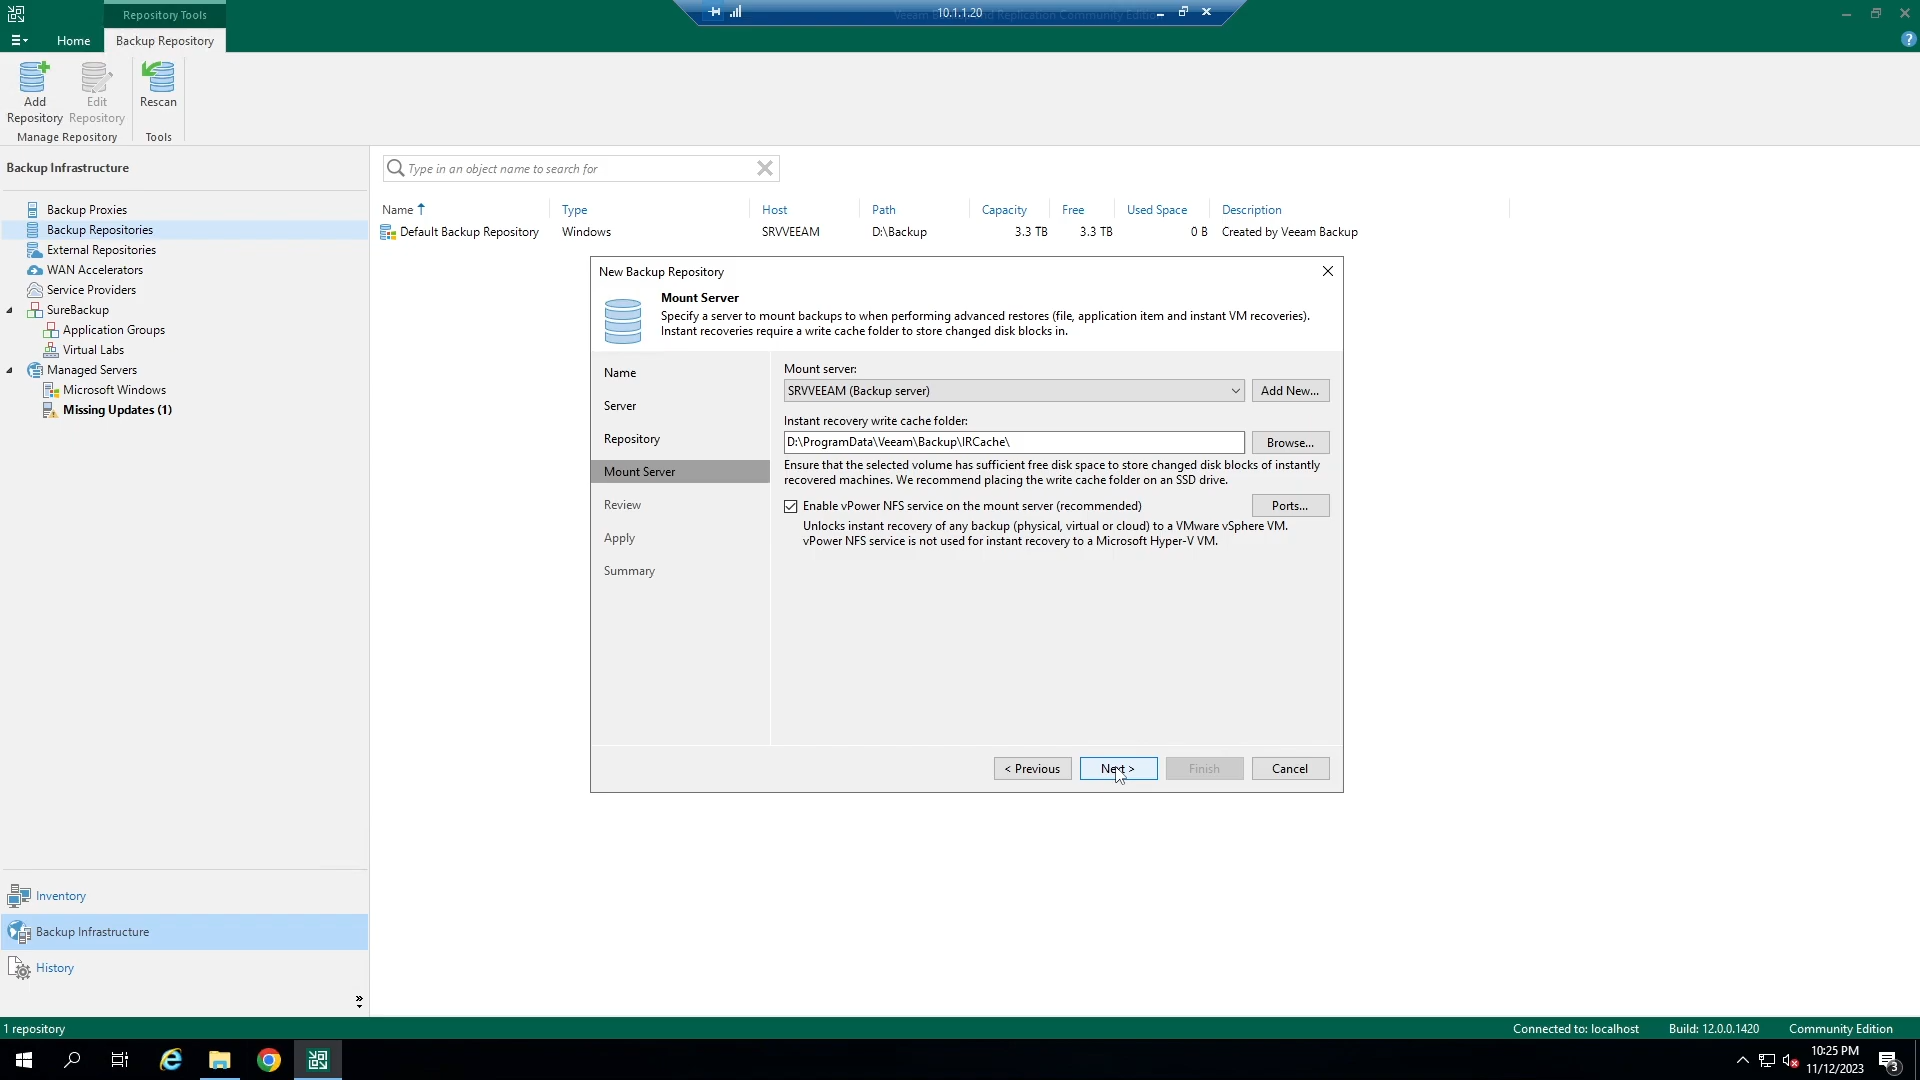 Repository Tools
10.1.1.20
Veeam Backup and Replication Community Edition
Home
Backup Repository
Add
Repository
Edit
Repository
Rescan
Manage Repository
Tools
Backup Infrastructure
Backup Proxies
Backup Repositories
External Repositories
WAN Accelerators
Service Providers
SureBackup
Application Groups
Virtual Labs
Managed Servers
Microsoft Windows
Missing Updates (1)
Type in an object name to search for
Name Type Host Path Capacity Free Used Space Description
Default Backup Repository Windows SRVVEEAM D:\Backup 3.3 TB 3.3 TB 0 B Created by Veeam Backup
New Backup Repository
Mount Server
Specify a server to mount backups to when performing advanced restores (file, application item and instant VM recoveries).
Instant recoveries require a write cache folder to store changed disk blocks in.
Name
Server
Repository
Mount Server
Review
Apply
Summary
Mount server:
SRVVEEAM (Backup server)
Add New...
Instant recovery write cache folder:
D:\ProgramData\Veeam\Backup\IRCache\
Browse...
Ensure that the selected volume has sufficient free disk space to store changed disk blocks of instantly
recovered machines. We recommend placing the write cache folder on an SSD drive.
Enable vPower NFS service on the mount server (recommended)
Ports...
Unlocks instant recovery of any backup (physical, virtual or cloud) to a VMware vSphere VM.
vPower NFS service is not used for instant recovery to a Microsoft Hyper-V VM.
< Previous
Next >
Finish
Cancel
Inventory
Backup Infrastructure
History
1 repository
Connected to: localhost
Build: 12.0.0.1420
Community Edition
10:25 PM
11/12/2023
3